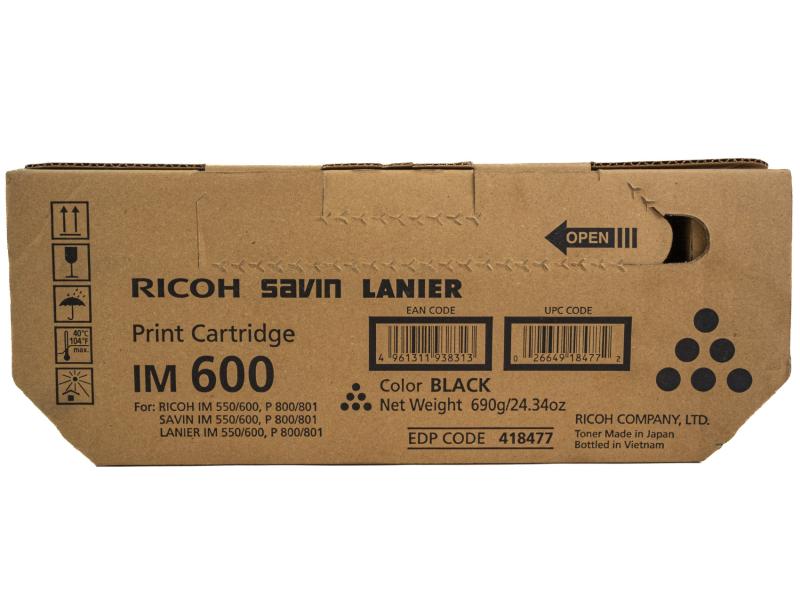 OPEN
RICOH savin LANIER
Print Cartridge
IM 600
For: RICOH IM 550/600, P 800/801
SAVIN IM 550/600, P 800/801
LANIER IM 550/600, P 800/801
40°C
104°F
max.
EAN CODE
4 961311 938313
UPC CODE
0 26649 18477 2
Color BLACK
Net Weight 690g/24.34oz
EDP CODE 418477
RICOH COMPANY, LTD.
Toner Made in Japan
Bottled in Vietnam